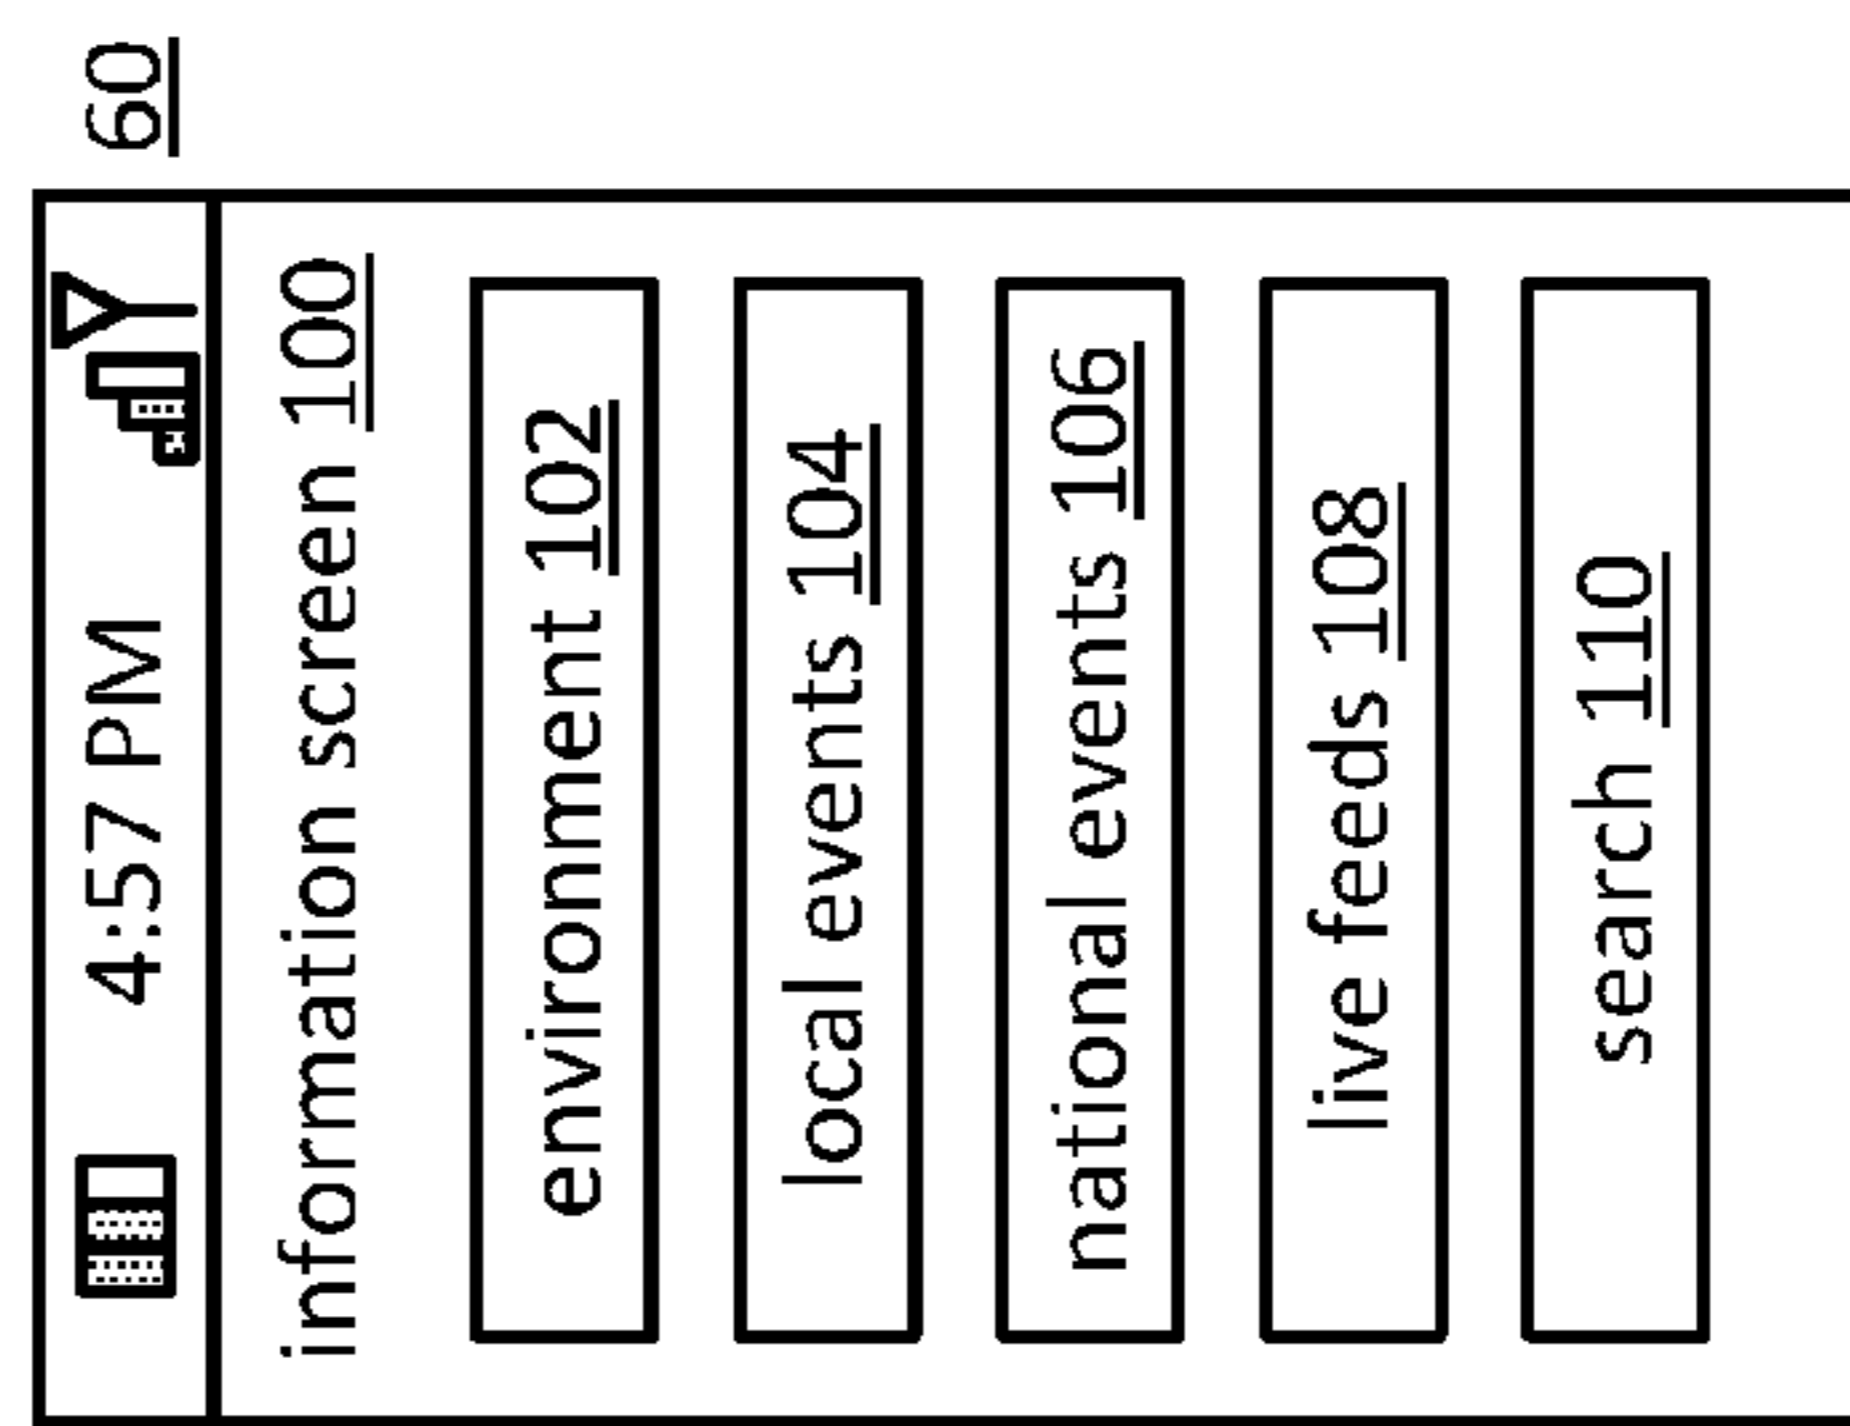 60
4:57 PM
information screen 100
environment 102
local events 104
national events 106
live feeds 108
search 110